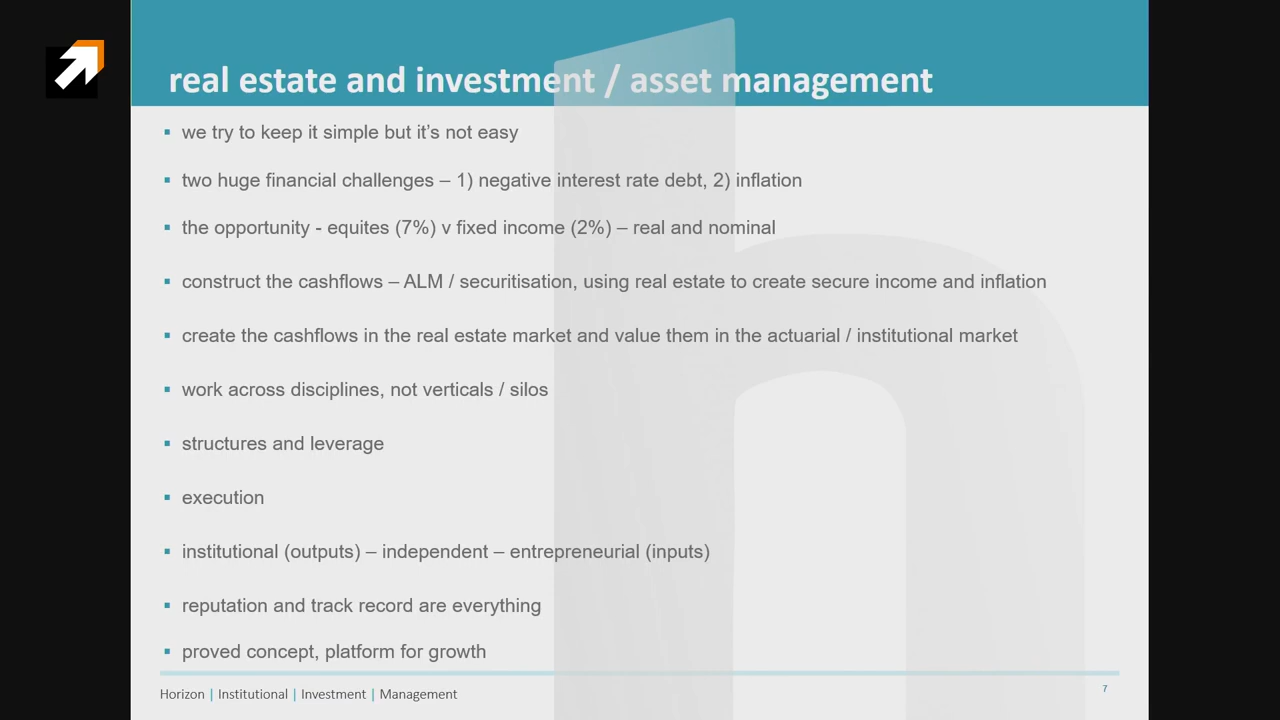 real estate and investment / asset management
we try to keep it simple but it's not easy
two huge financial challenges – 1) negative interest rate debt, 2) inflation
the opportunity - equites (7%) v fixed income (2%) – real and nominal
construct the cashflows – ALM / securitisation, using real estate to create secure income and inflation
create the cashflows in the real estate market and value them in the actuarial / institutional market
work across disciplines, not verticals / silos
structures and leverage
execution
institutional (outputs) – independent – entrepreneurial (inputs)
reputation and track record are everything
proved concept, platform for growth
Horizon | Institutional | Investment | Management
7